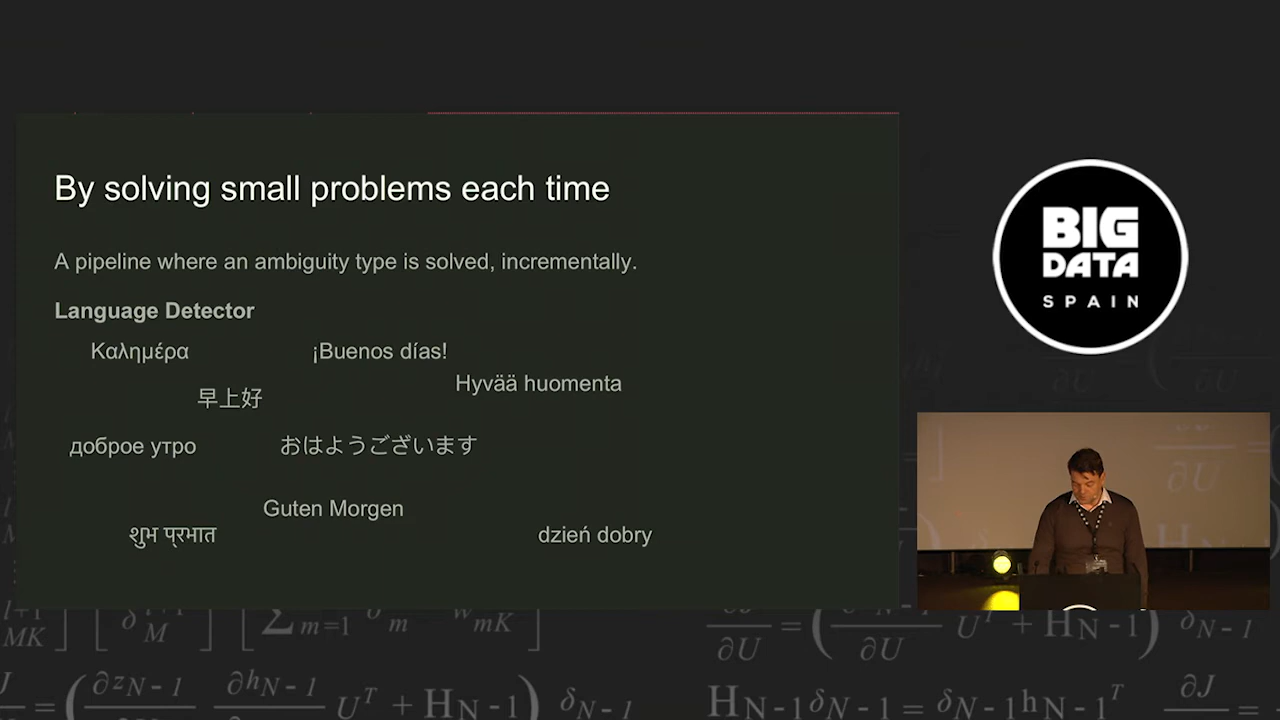 By solving small problems each time
A pipeline where an ambiguity type is solved, incrementally.
Language Detector
Καλημέρα
¡Buenos días!
Hyvää huomenta
早上好
доброе утро
おはようございます
Guten Morgen
शुभ प्रभात
dzień dobry
BIG
DATA
SPAIN